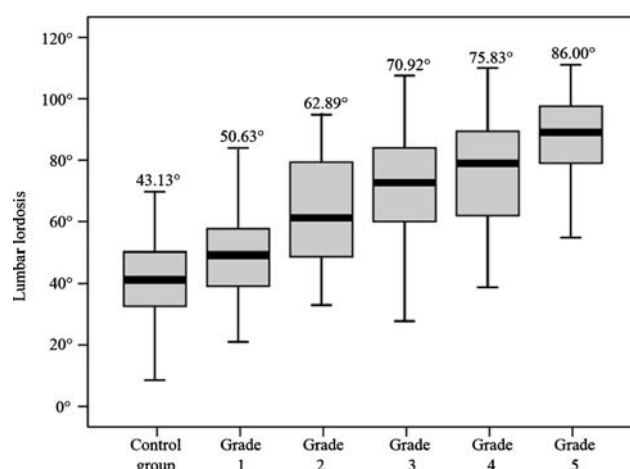 120°
100°
80°
60°
40°
20°
0°
Lumbar lordosis
43.13°
50.63°
62.89°
70.92°
75.83°
86.00°
Control group
Grade 1
Grade 2
Grade 3
Grade 4
Grade 5